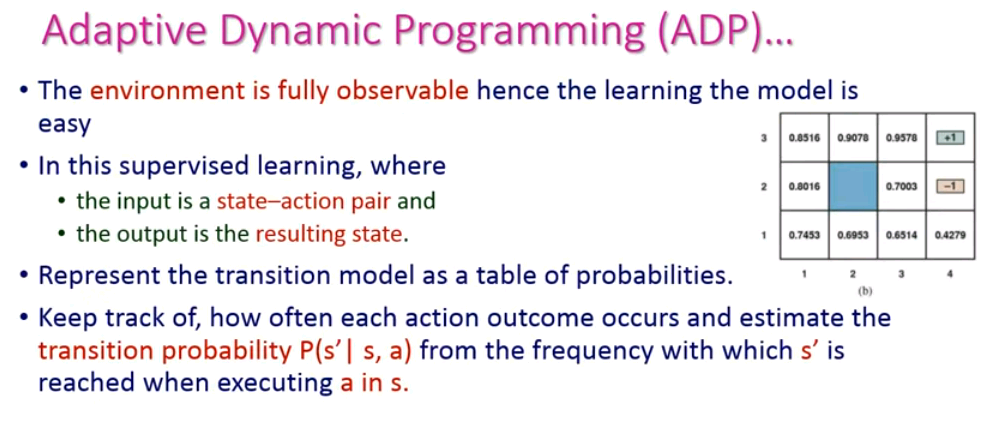 Adaptive Dynamic Programming (ADP)...
• The environment is fully observable hence the learning the model is
easy
• In this supervised learning, where
• the input is a state–action pair and
• the output is the resulting state.
• Represent the transition model as a table of probabilities.
• Keep track of, how often each action outcome occurs and estimate the
transition probability P(s’| s, a) from the frequency with which s’ is
reached when executing a in s.
3 0.8516 0.9078 0.9578 +1
2 0.8016 0.7003 −1
1 0.7453 0.6953 0.6514 0.4279
1 2 3 4
(b)